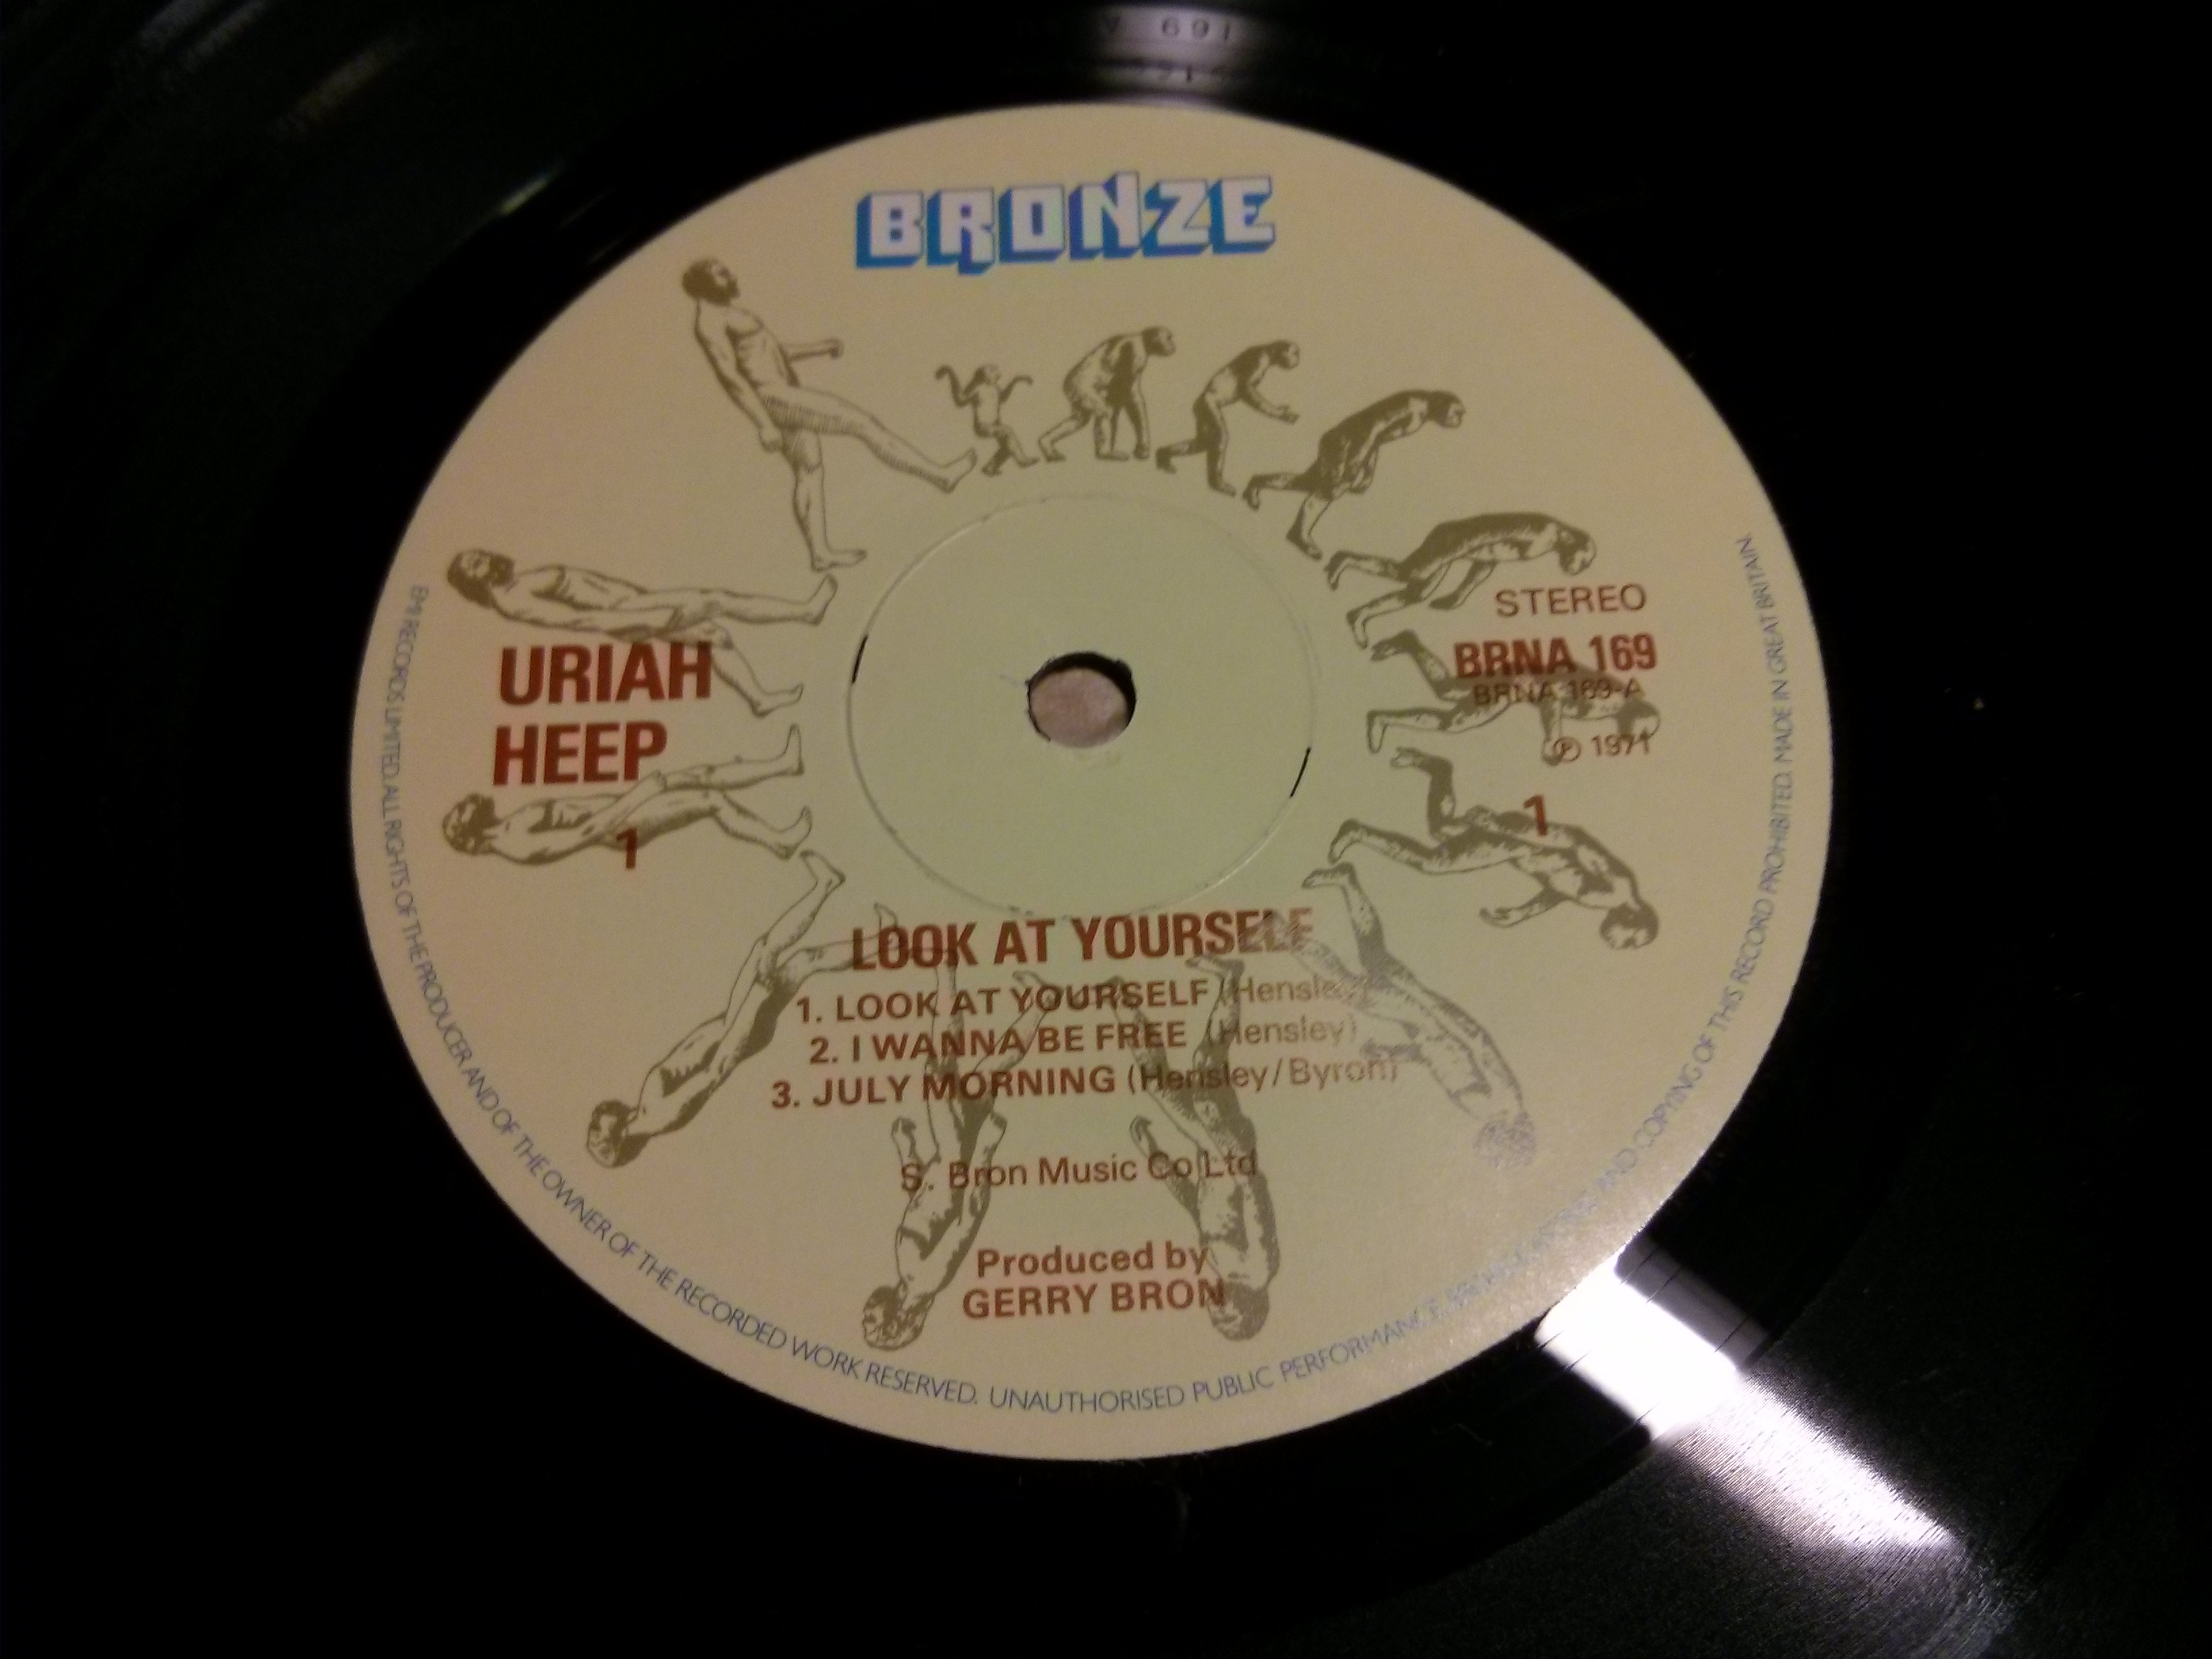 169
BRONZE
URIAH
HEEP
1
STEREO
BRNA 169
BRNA 169-A
Ⓟ 1971
1
LOOK AT YOURSELF
1. LOOK AT YOURSELF (Hensley)
2. I WANNA BE FREE (Hensley)
3. JULY MORNING (Hensley/Byron)
S. Bron Music Co Ltd
Produced by
GERRY BRON
EMI RECORDS LIMITED. ALL RIGHTS OF THE PRODUCER AND OF THE OWNER OF THE RECORDED WORK RESERVED. UNAUTHORISED PUBLIC PERFORMANCE, BROADCASTING AND COPYING OF THIS RECORD PROHIBITED. MADE IN GREAT BRITAIN.